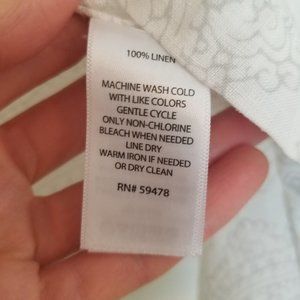 100% LINEN
MACHINE WASH COLD
WITH LIKE COLORS
GENTLE CYCLE
ONLY NON-CHLORINE
BLEACH WHEN NEEDED
LINE DRY
WARM IRON IF NEEDED
OR DRY CLEAN
RN# 59478